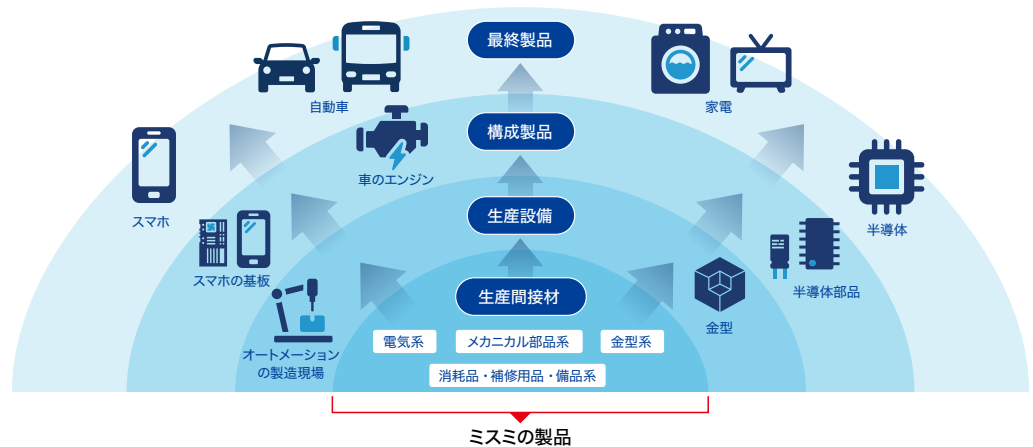 最終製品
自動車
家電
構成製品
車のエンジン
スマホ
半導体
生産設備
スマホの基板
半導体部品
生産間接材
金型
電気系
メカニカル部品系
金型系
オートメーション
の製造現場
消耗品・補修用品・備品系
ミスミの製品